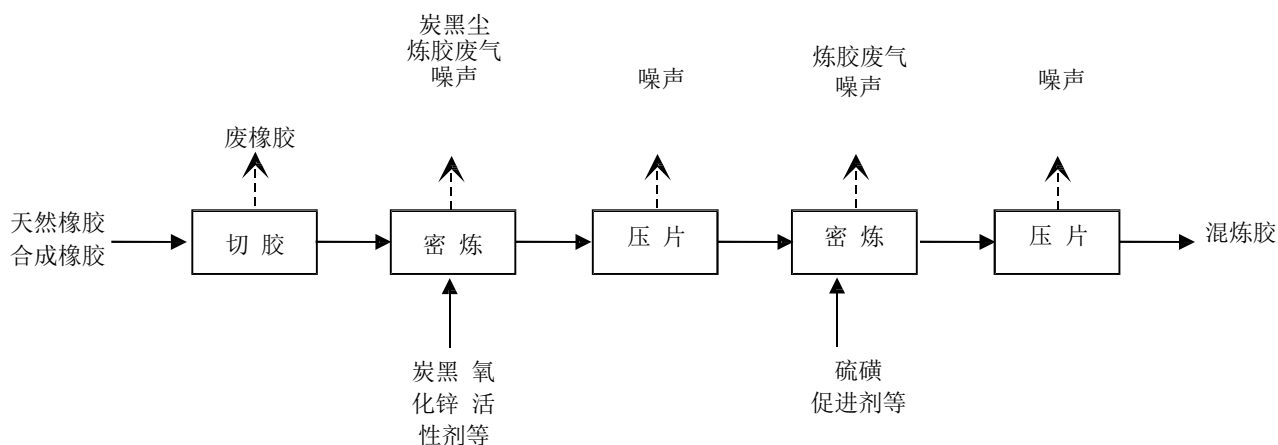 炭黑尘
炼胶废气
噪声
噪声
炼胶废气
噪声
噪声
废橡胶
天然橡胶
合成橡胶
切 胶
密 炼
压 片
密 炼
压 片
混炼胶
炭黑 氧
化锌 活
性剂等
硫磺
促进剂等